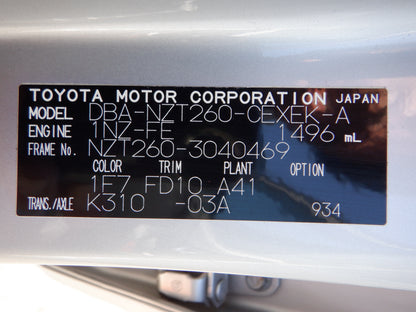 TOYOTA MOTOR CORPORATION JAPAN
MODEL DBA-NZT260-CEXEK-A
ENGINE 1NZ-FE 1496 mL
FRAME No. NZT260-3040469
COLOR TRIM PLANT OPTION
1E7 FD10 A41
TRANS./AXLE K310 -03A 934